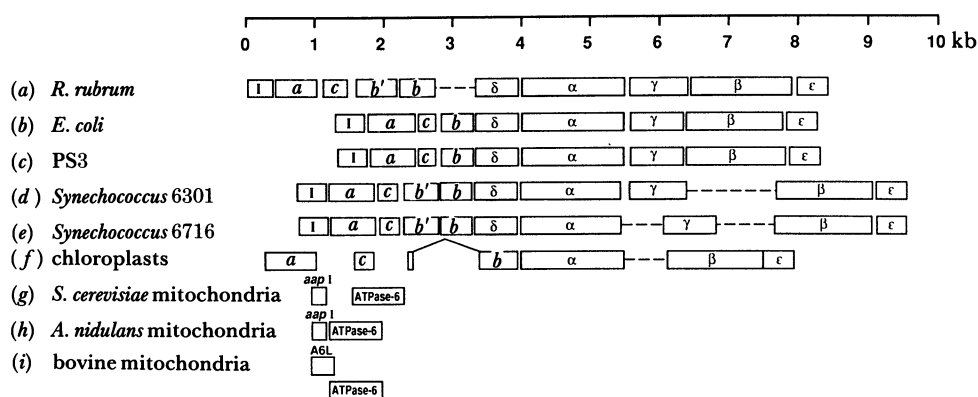 0 1 2 3 4 5 6 7 8 9 10 kb
(a) R. rubrum I a c b' b δ α γ β ε
(b) E. coli I a c b δ α γ β ε
(c) PS3 I a c b δ α γ β ε
(d) Synechococcus 6301 I a c b' b δ α γ β ε
(e) Synechococcus 6716 I a c b' b δ α γ β ε
(f) chloroplasts a c b α β ε
aap I
(g) S. cerevisiae mitochondria ATPase-6
aap I
(h) A. nidulans mitochondria ATPase-6
A6L
(i) bovine mitochondria
ATPase-6